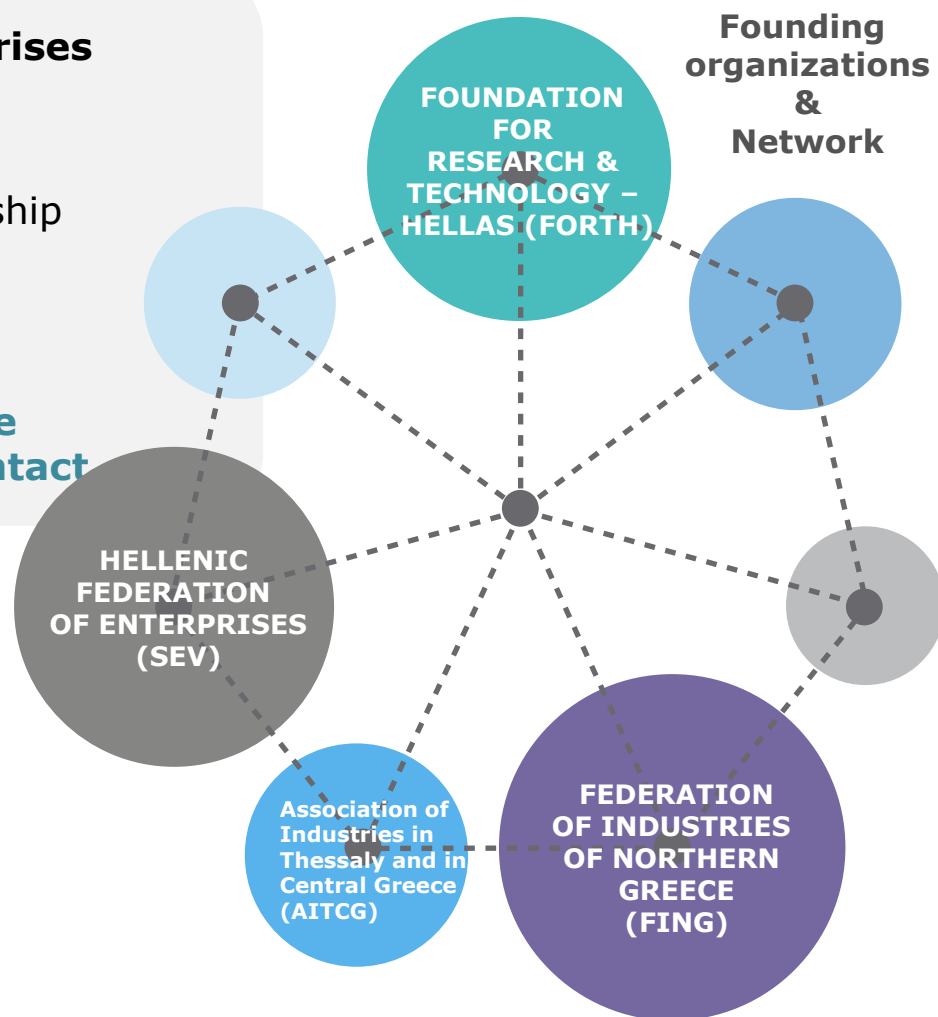 rises
ship
e
ntact
Founding
organizations
&
Network
FOUNDATION
FOR
RESEARCH &
TECHNOLOGY –
HELLAS (FORTH)
HELLENIC
FEDERATION
OF ENTERPRISES
(SEV)
Association of
Industries in
Thessaly and in
Central Greece
(AITCG)
FEDERATION
OF INDUSTRIES
OF NORTHERN
GREECE
(FING)